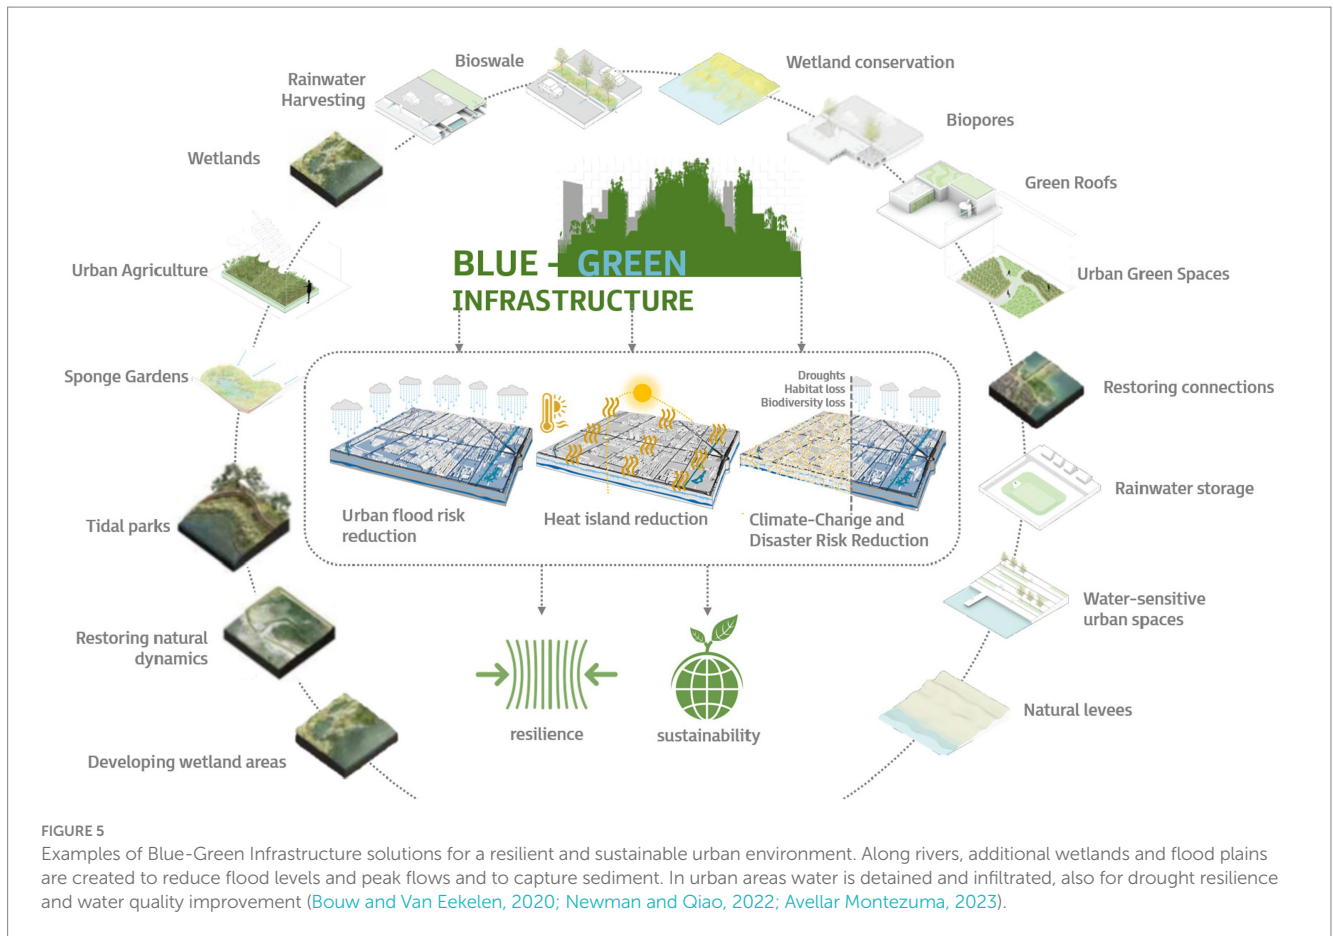 Bioswale
Wetland conservation
Rainwater
Harvesting
Biopores
Wetlands
Green Roofs
Urban Agriculture
Urban Green Spaces
BLUE - GREEN
INFRASTRUCTURE
Sponge Gardens
Restoring connections
Droughts
Habitat loss
Biodiversity loss
Rainwater storage
Tidal parks
Urban flood risk
reduction
Heat island reduction
Climate-Change and
Disaster Risk Reduction
Water-sensitive
urban spaces
Restoring natural
dynamics
Natural levees
resilience
sustainability
Developing wetland areas
FIGURE 5
Examples of Blue-Green Infrastructure solutions for a resilient and sustainable urban environment. Along rivers, additional wetlands and flood plains
are created to reduce flood levels and peak flows and to capture sediment. In urban areas water is detained and infiltrated, also for drought resilience
and water quality improvement (Bouw and Van Eekelen, 2020; Newman and Qiao, 2022; Avellar Montezuma, 2023).